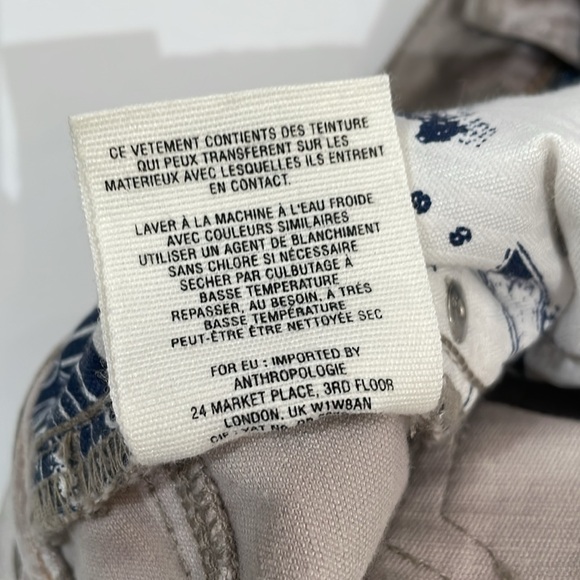 CE VETEMENT CONTIENTS DES TEINTURE
QUI PEUX TRANSFERENT SUR LES
MATERIEUX AVEC LESQUELLES ILS ENTRENT
EN CONTACT.
LAVER À LA MACHINE À L'EAU FROIDE
AVEC COULEURS SIMILAIRES
UTILISER UN AGENT DE BLANCHIMENT
SANS CHLORE SI NÉCESSAIRE
SECHER PAR CULBUTAGE À
BASSE TEMPERATURE
REPASSER, AU BESOIN, À TRÈS
BASSE TEMPÉRATURE
PEUT-ÊTRE ÊTRE NETTOYÉE SEC
FOR EU : IMPORTED BY
ANTHROPOLOGIE
24 MARKET PLACE, 3RD FLOOR
LONDON, UK W1W8AN
CIF : VAT No.